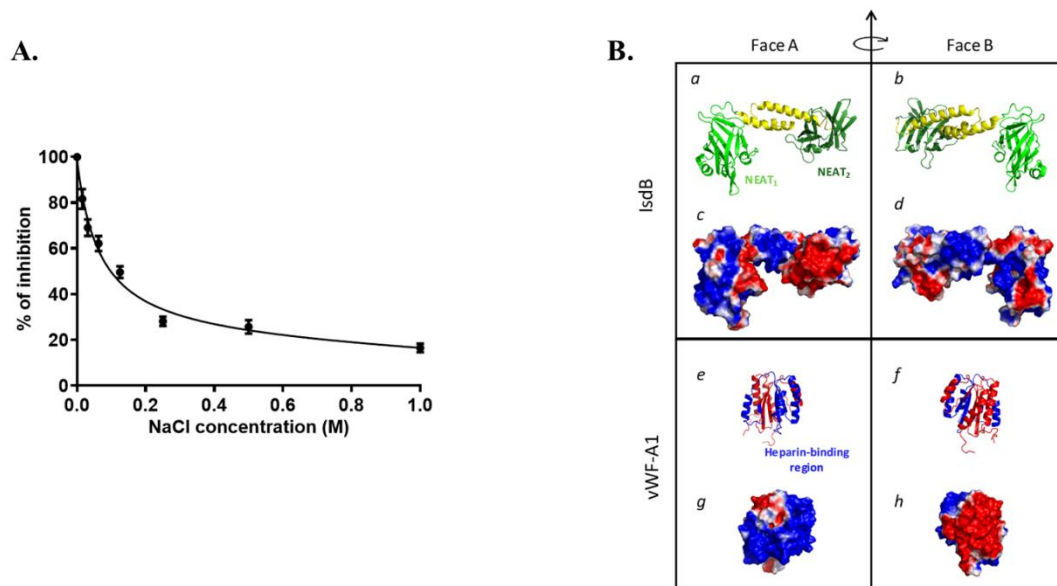 A.
% of inhibition
100
80
60
40
20
0
0.0 0.2 0.4 0.6 0.8 1.0
NaCl concentration (M)
B.
Face A Face B
IsdB
a b
NEAT1 NEAT2
c d
vWF-A1
e f
Heparin-binding
region
g h